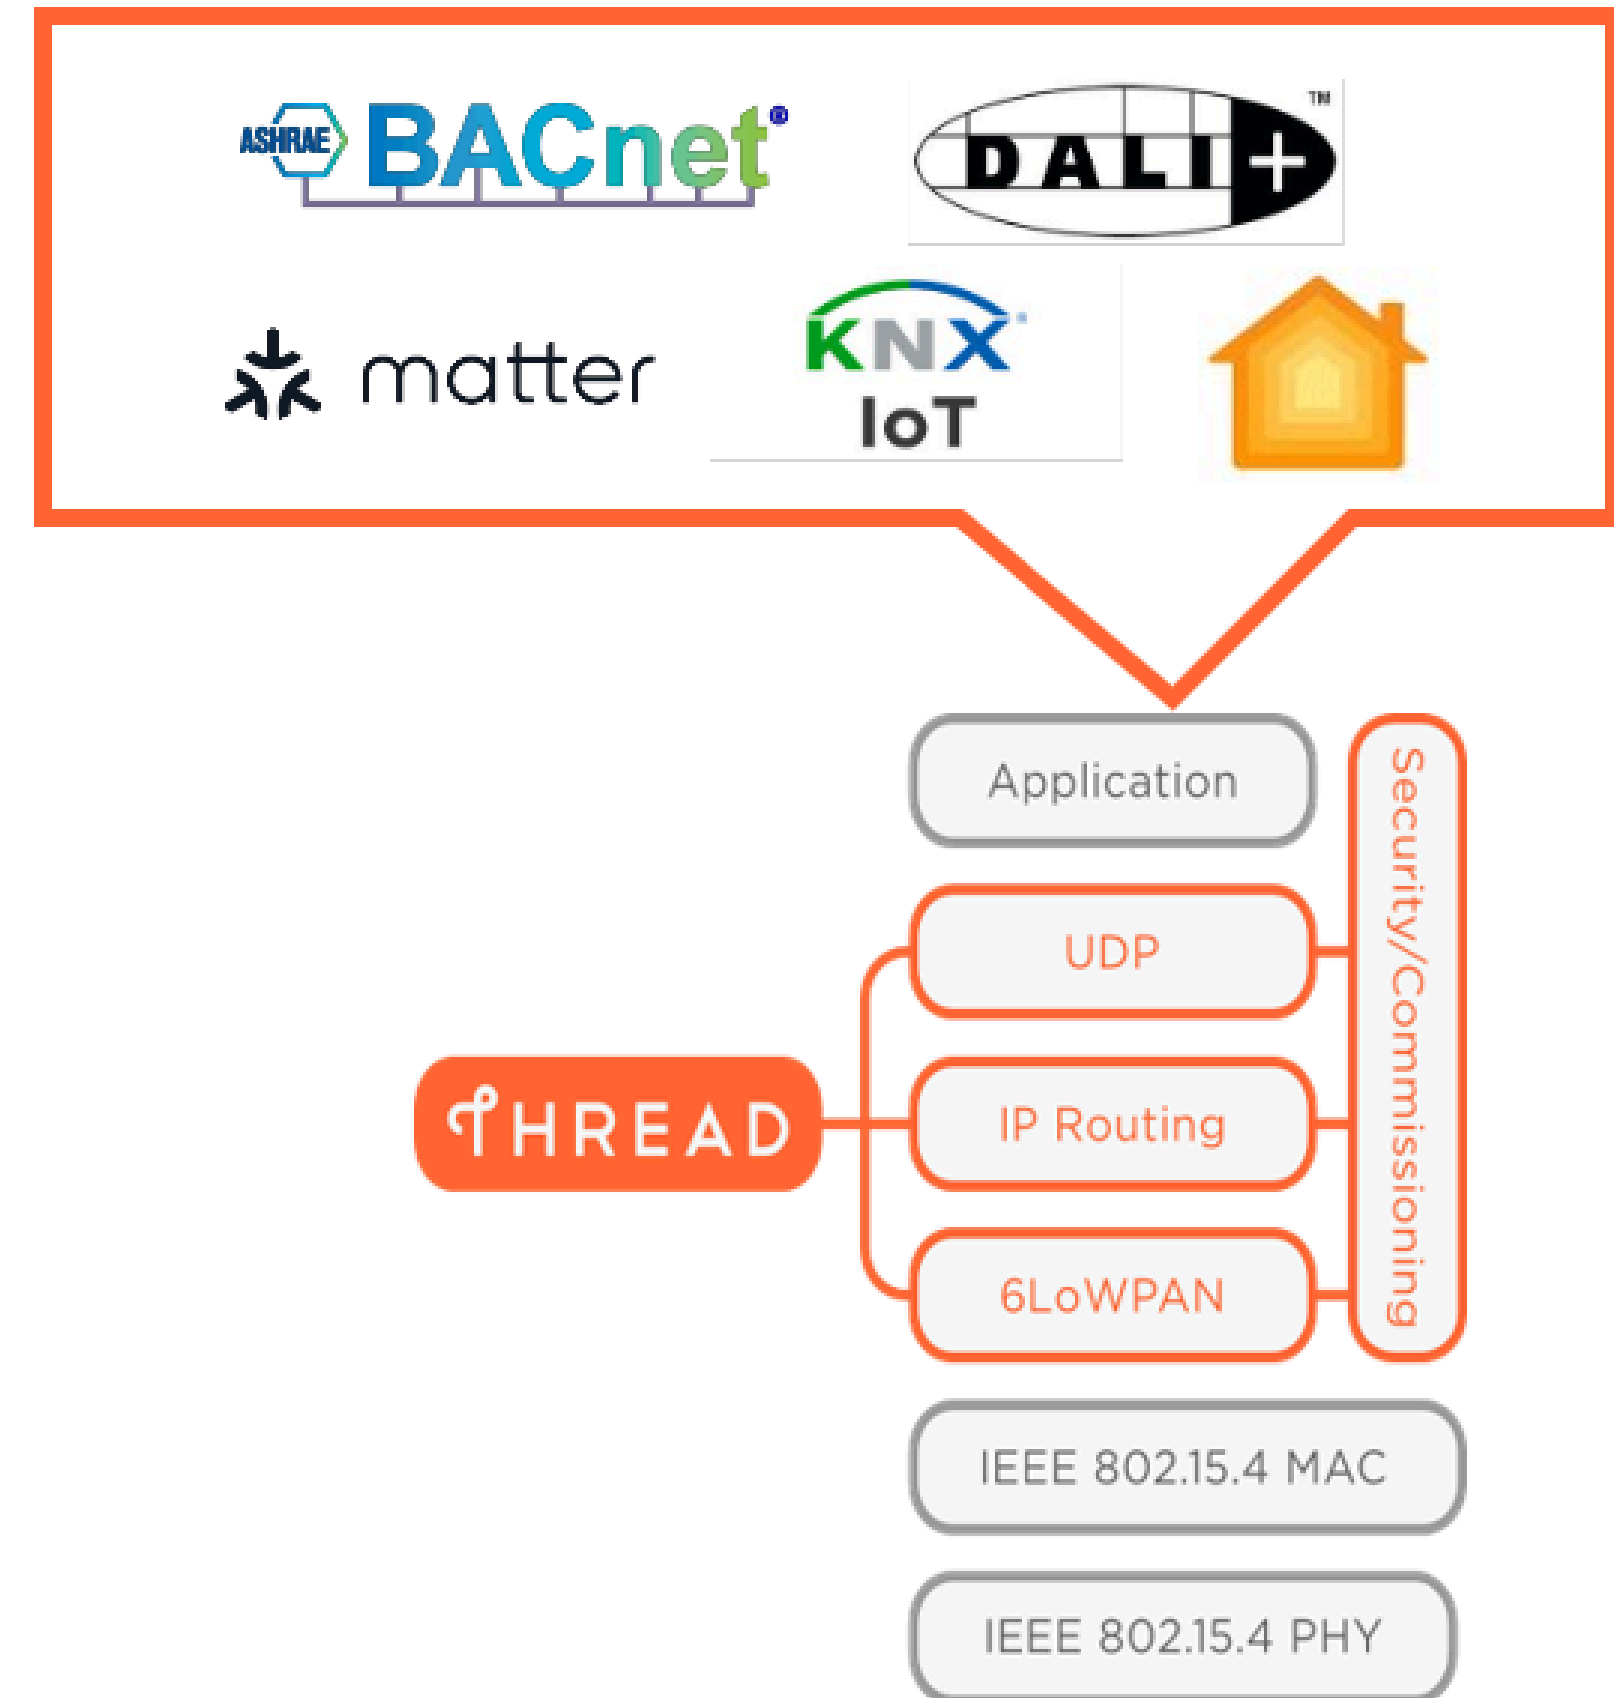 ASHRAE BACnet®
DALI+ ™
matter
KNX®
IoT
Application
UDP
THREAD
IP Routing
6LoWPAN
Security/Commissioning
IEEE 802.15.4 MAC
IEEE 802.15.4 PHY